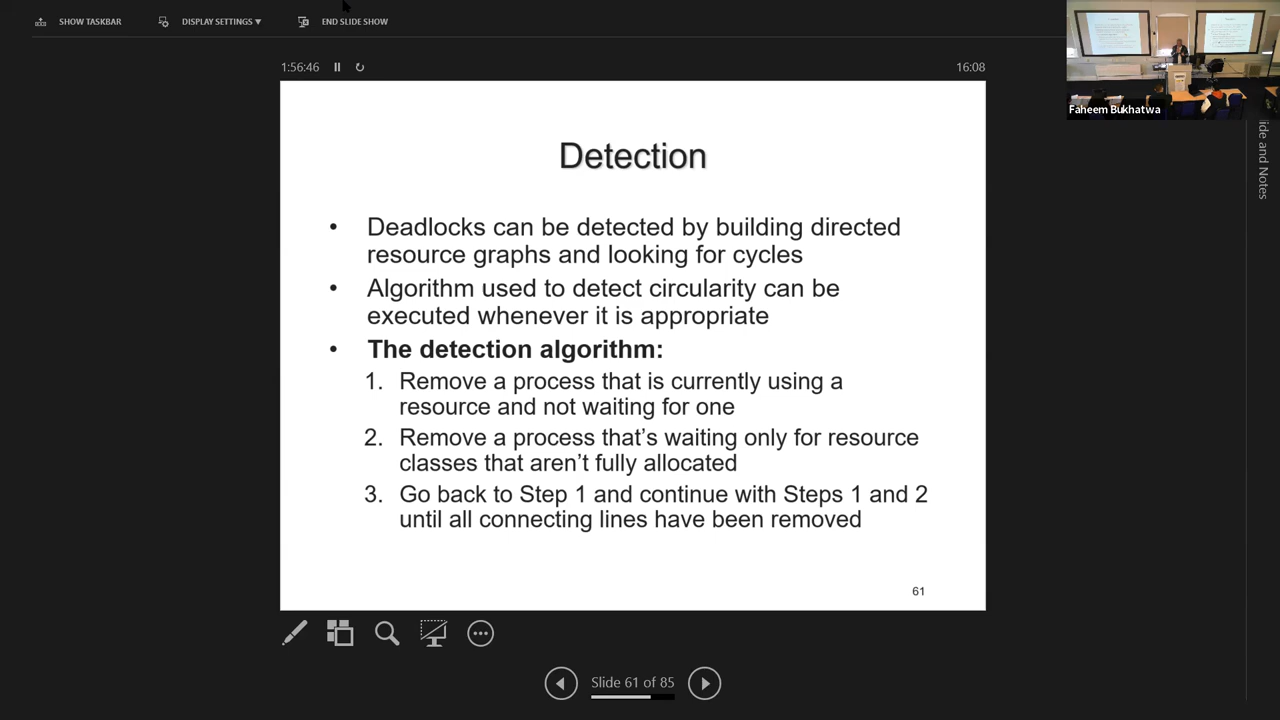 SHOW TASKBAR
DISPLAY SETTINGS ▼
END SLIDE SHOW
1:56:46
16:08
Faheem Bukhatwa
Detection
• Deadlocks can be detected by building directed
resource graphs and looking for cycles
• Algorithm used to detect circularity can be
executed whenever it is appropriate
• The detection algorithm:
1. Remove a process that is currently using a
resource and not waiting for one
2. Remove a process that's waiting only for resource
classes that aren't fully allocated
3. Go back to Step 1 and continue with Steps 1 and 2
until all connecting lines have been removed
61
Slide 61 of 85
and Notes